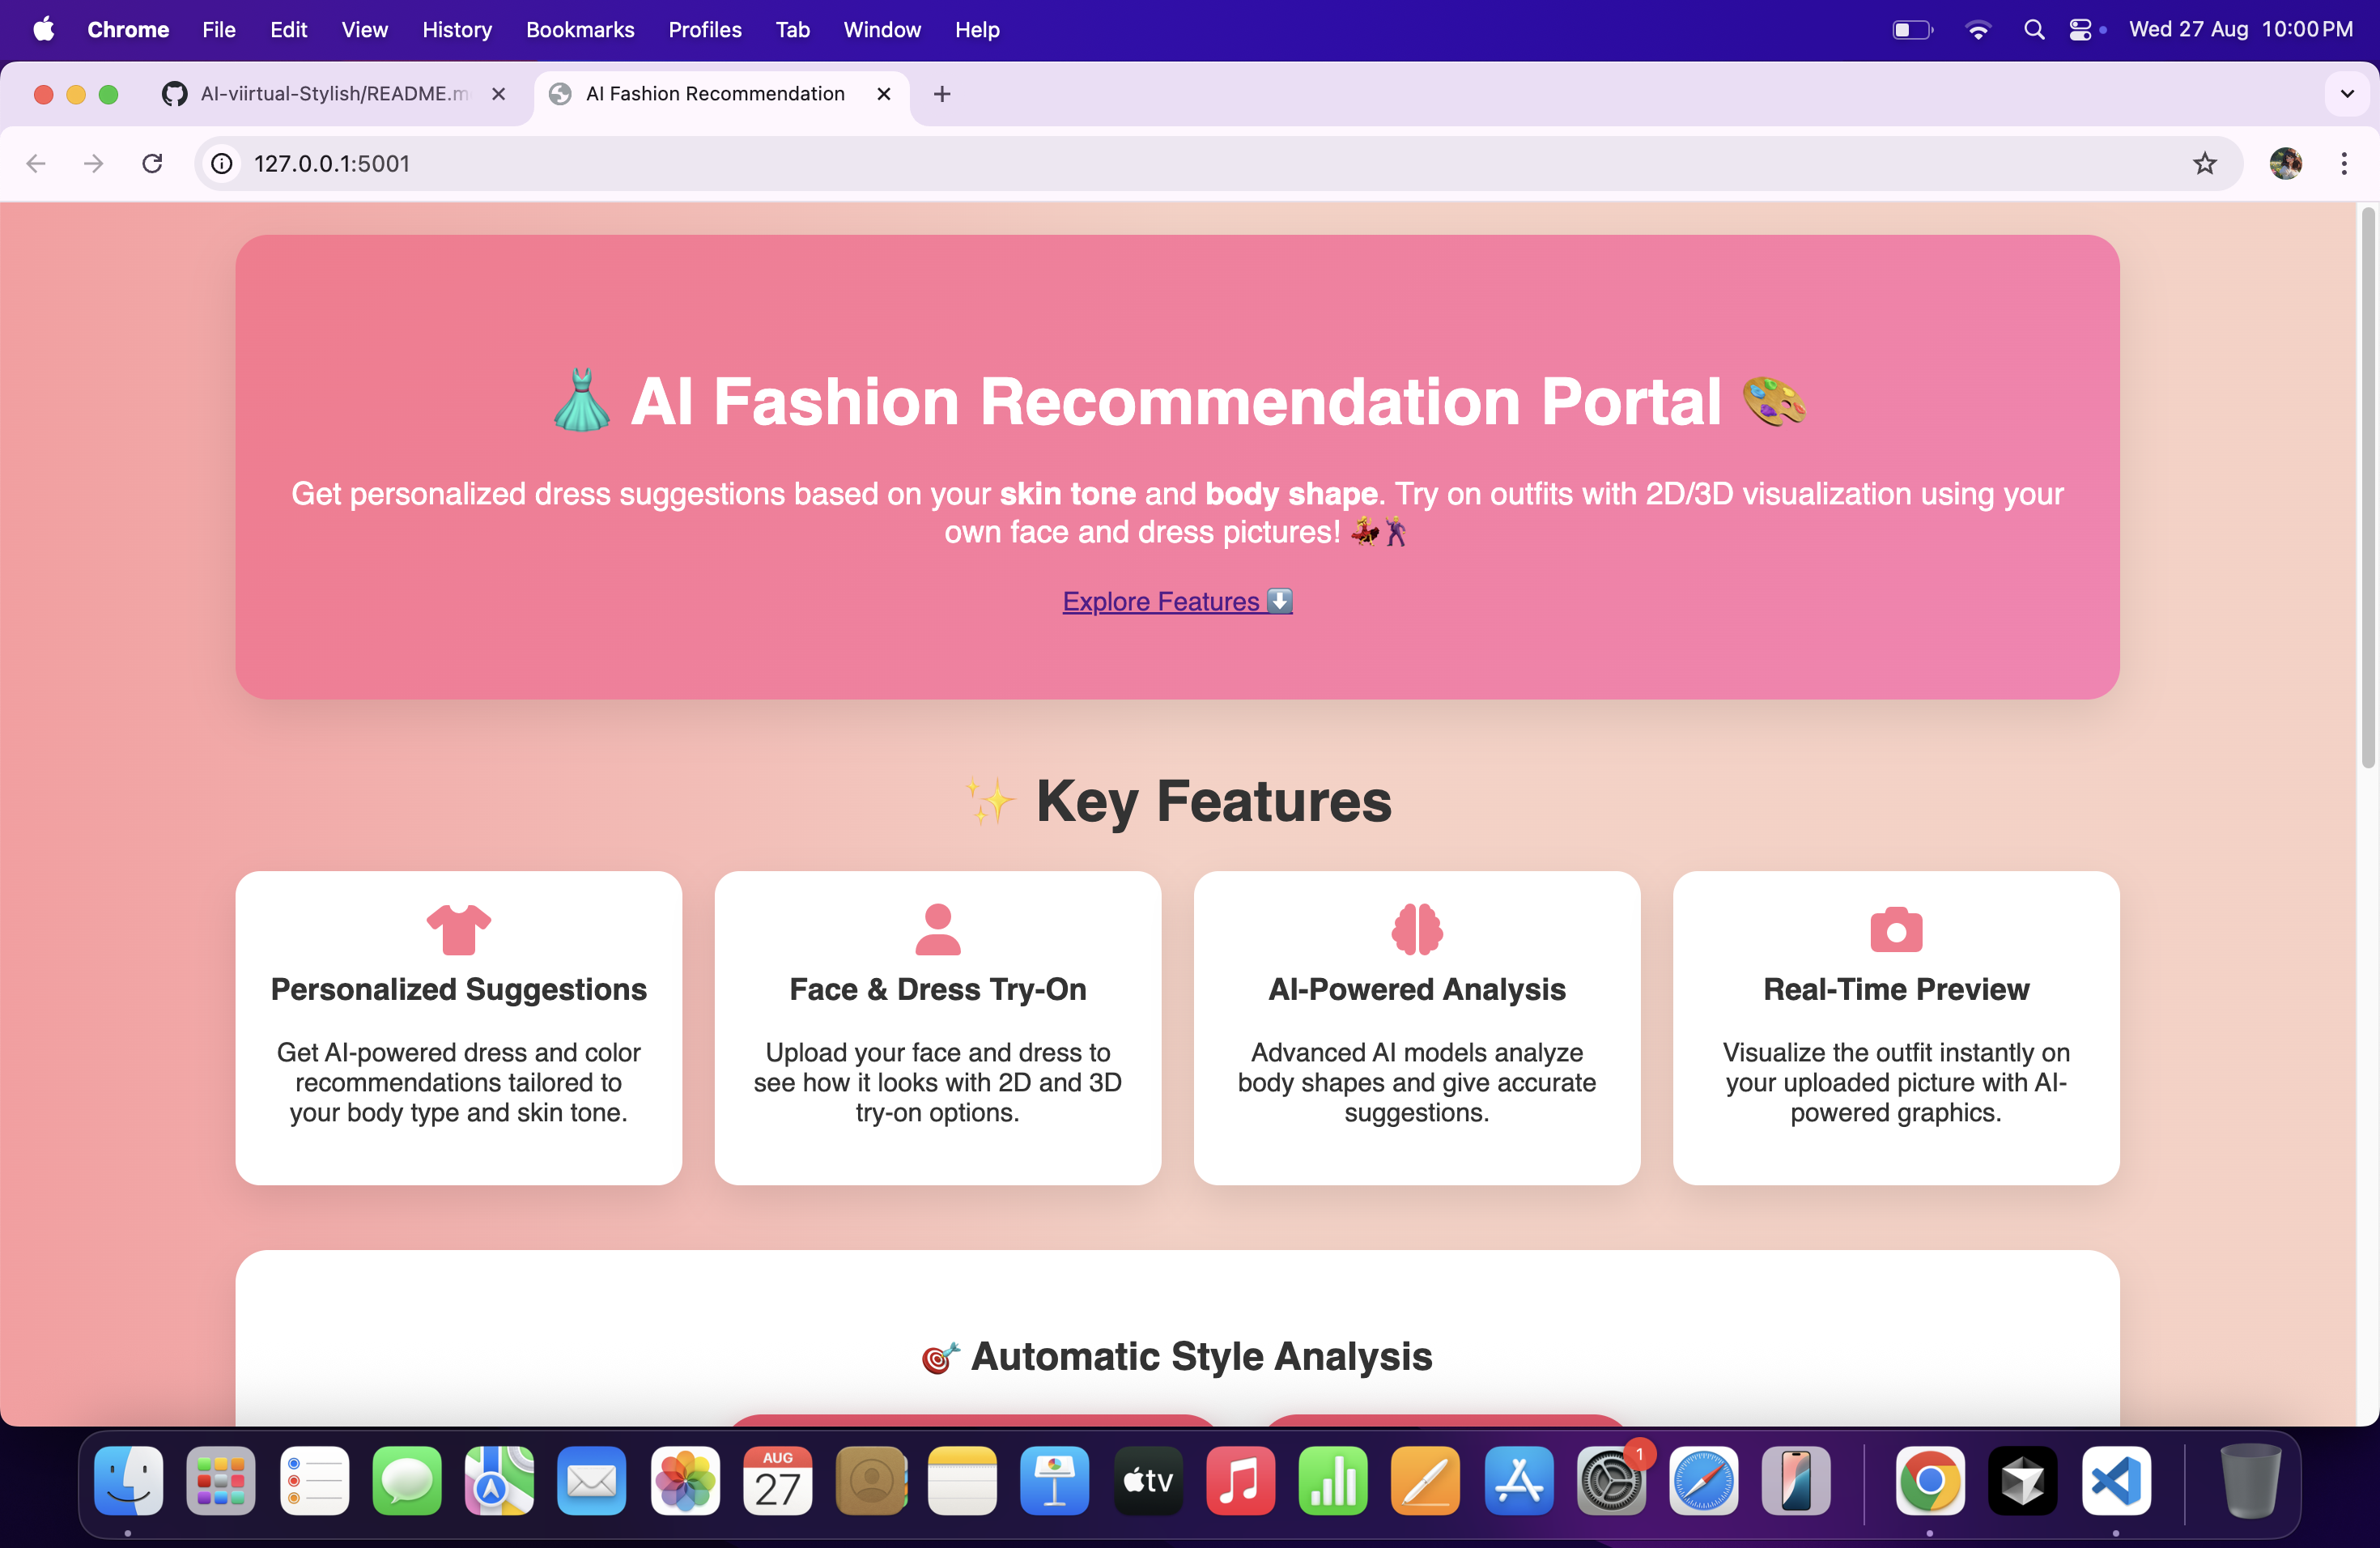 Chrome File Edit View History Bookmarks Profiles Tab Window Help Wed 27 Aug 10:00 PM
AI-viirtual-Stylish/README.m AI Fashion Recommendation
127.0.0.1:5001
AI Fashion Recommendation Portal
Get personalized dress suggestions based on your skin tone and body shape. Try on outfits with 2D/3D visualization using your
own face and dress pictures!
Explore Features
Key Features
Personalized Suggestions
Get AI-powered dress and color
recommendations tailored to
your body type and skin tone.
Face & Dress Try-On
Upload your face and dress to
see how it looks with 2D and 3D
try-on options.
AI-Powered Analysis
Advanced AI models analyze
body shapes and give accurate
suggestions.
Real-Time Preview
Visualize the outfit instantly on
your uploaded picture with AI-
powered graphics.
Automatic Style Analysis
AUG
27
tv
1